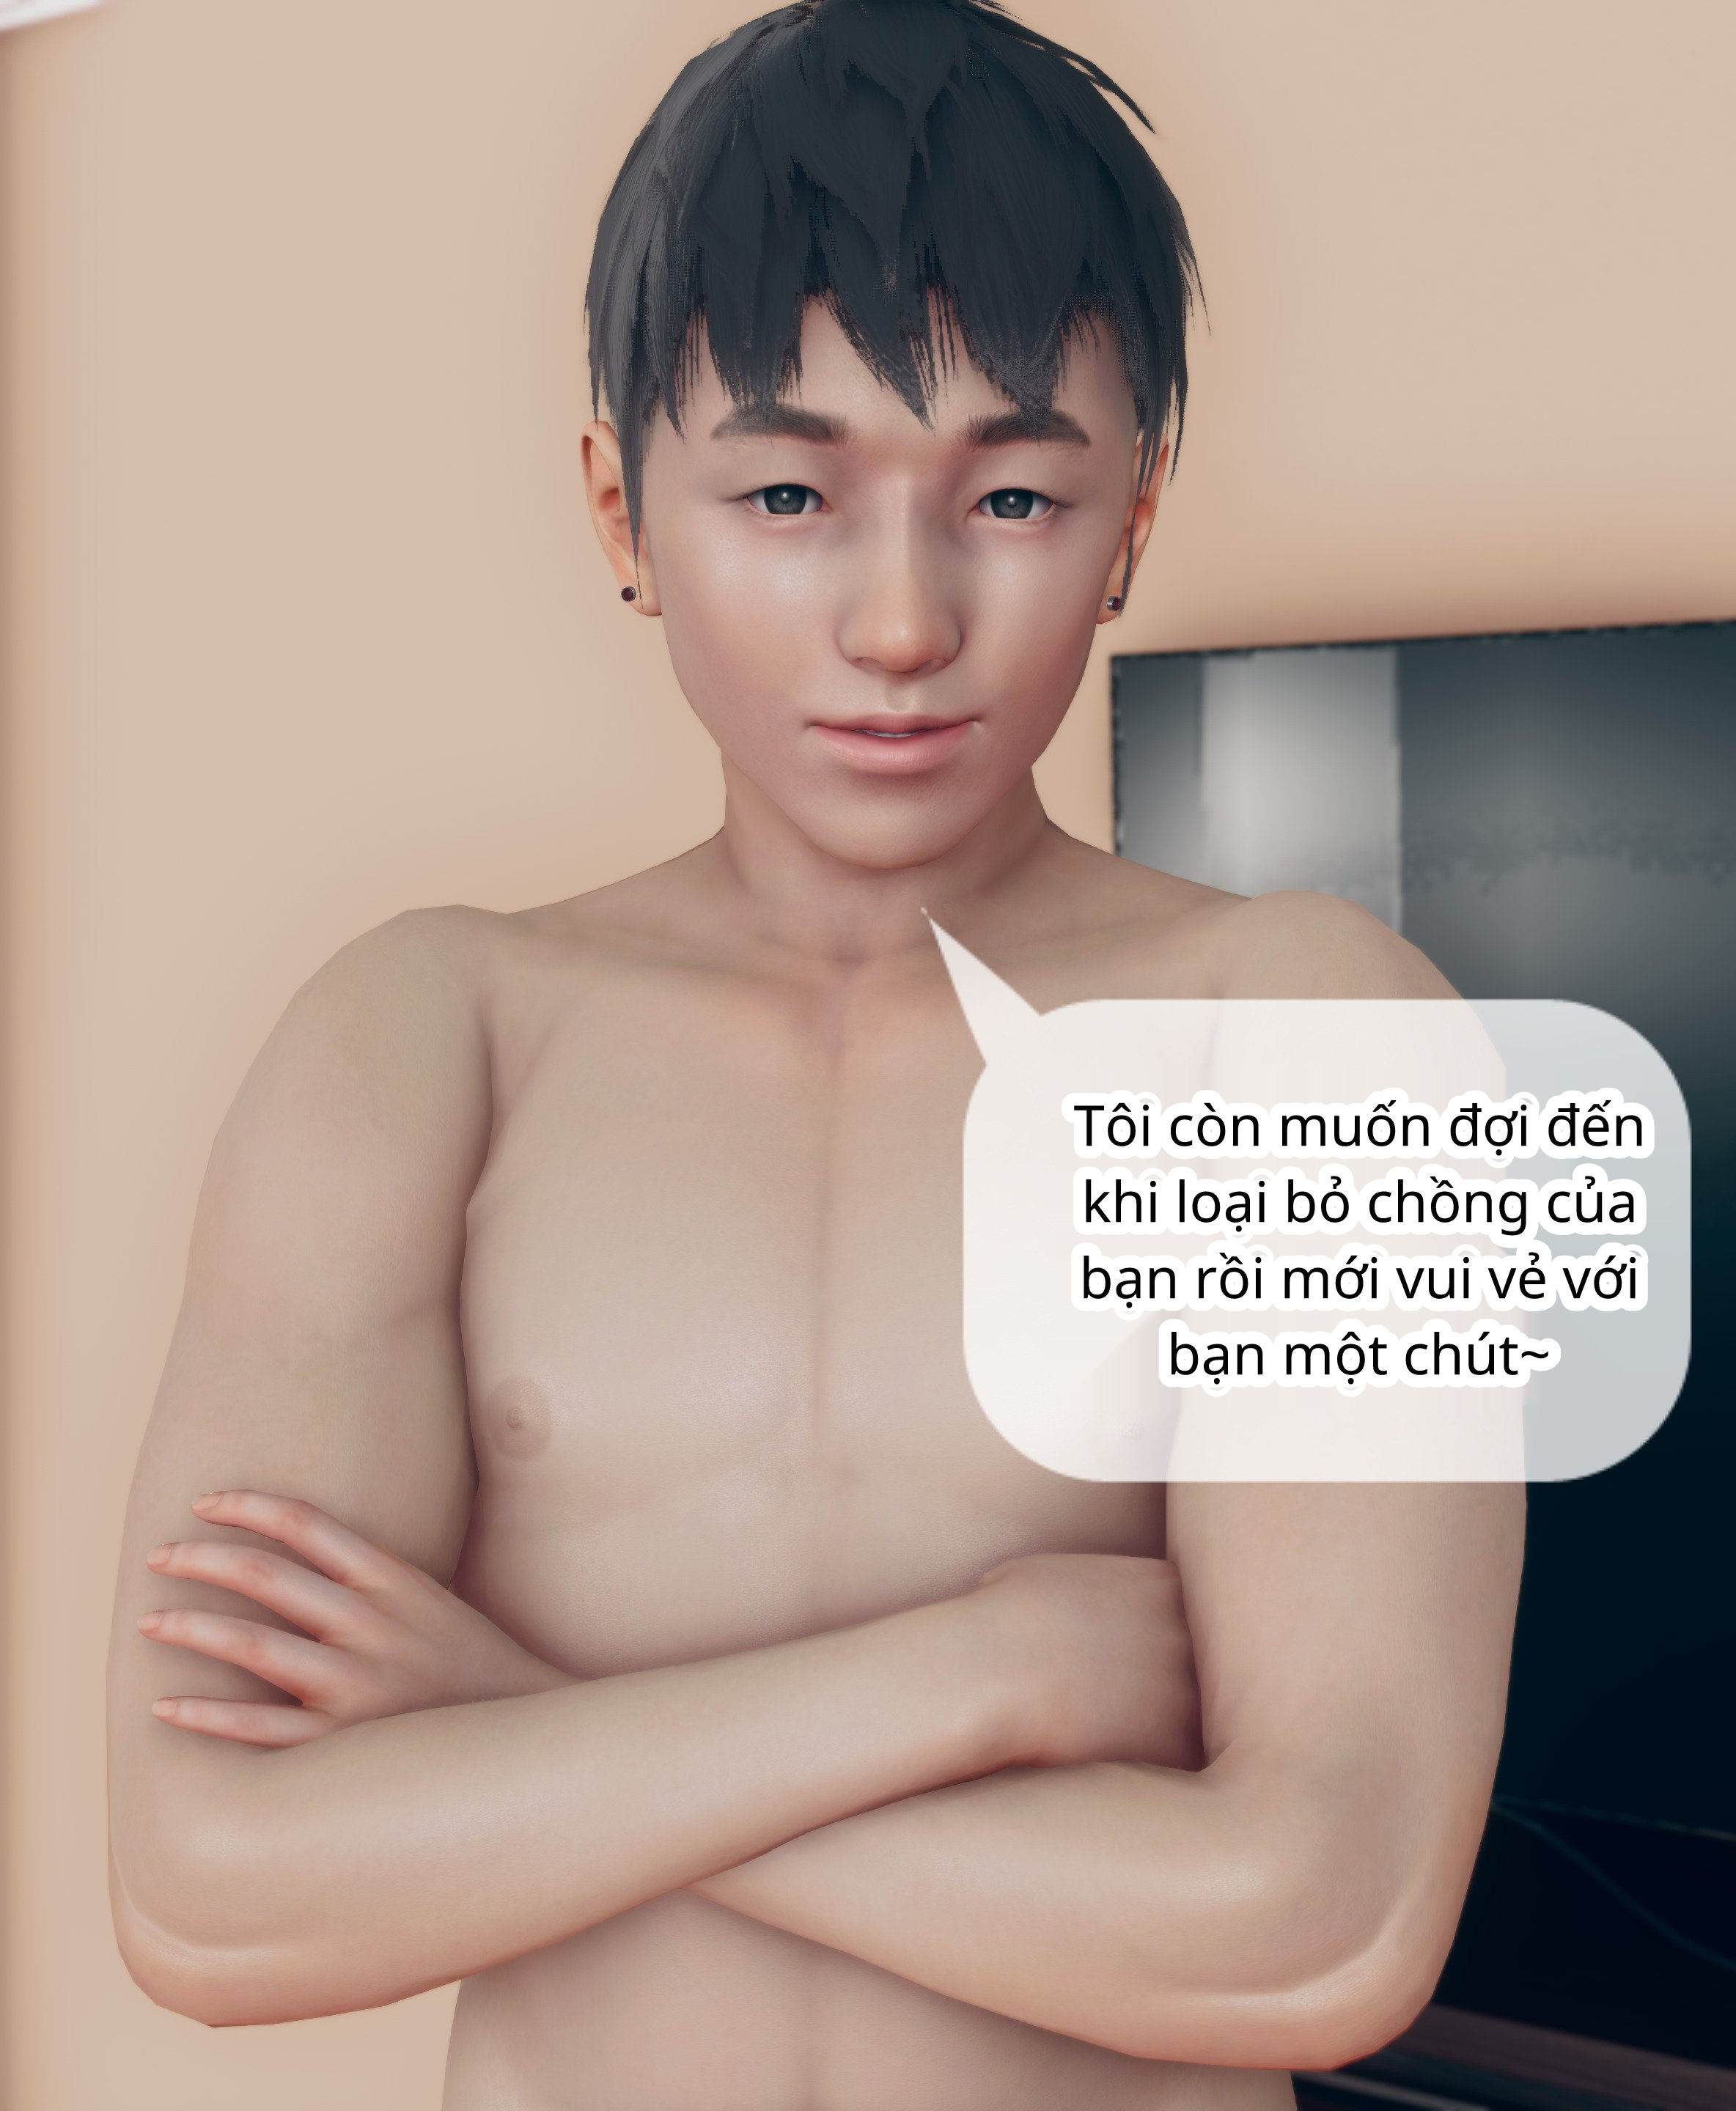 Tôi còn muốn đợi đến
khi loại bỏ chồng của
bạn rồi mới vui vẻ với
bạn một chút~